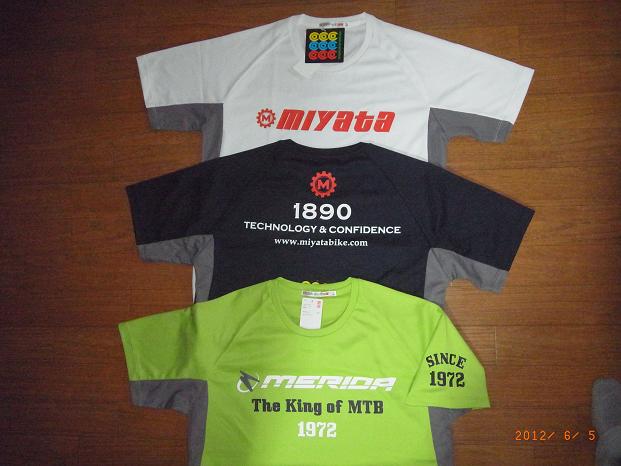 miyata
M
1890
TECHNOLOGY & CONFIDENCE
www.miyatabike.com
MERIDA
The King of MTB
1972
SINCE
1972
2012/ 6/ 5